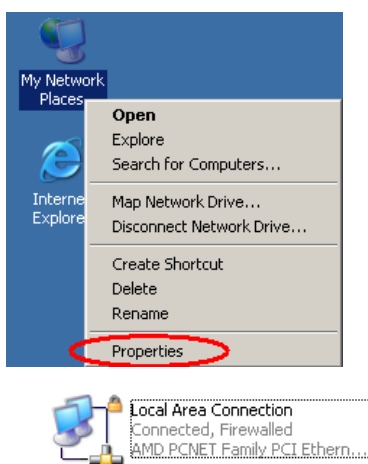 My Network
Places
Open
Explore
Search for Computers...
Interne
Explore
Map Network Drive...
Disconnect Network Drive...
Create Shortcut
Delete
Rename
Properties
Local Area Connection
Connected, Firewalled
AMD PCNET Family PCI Ethern...